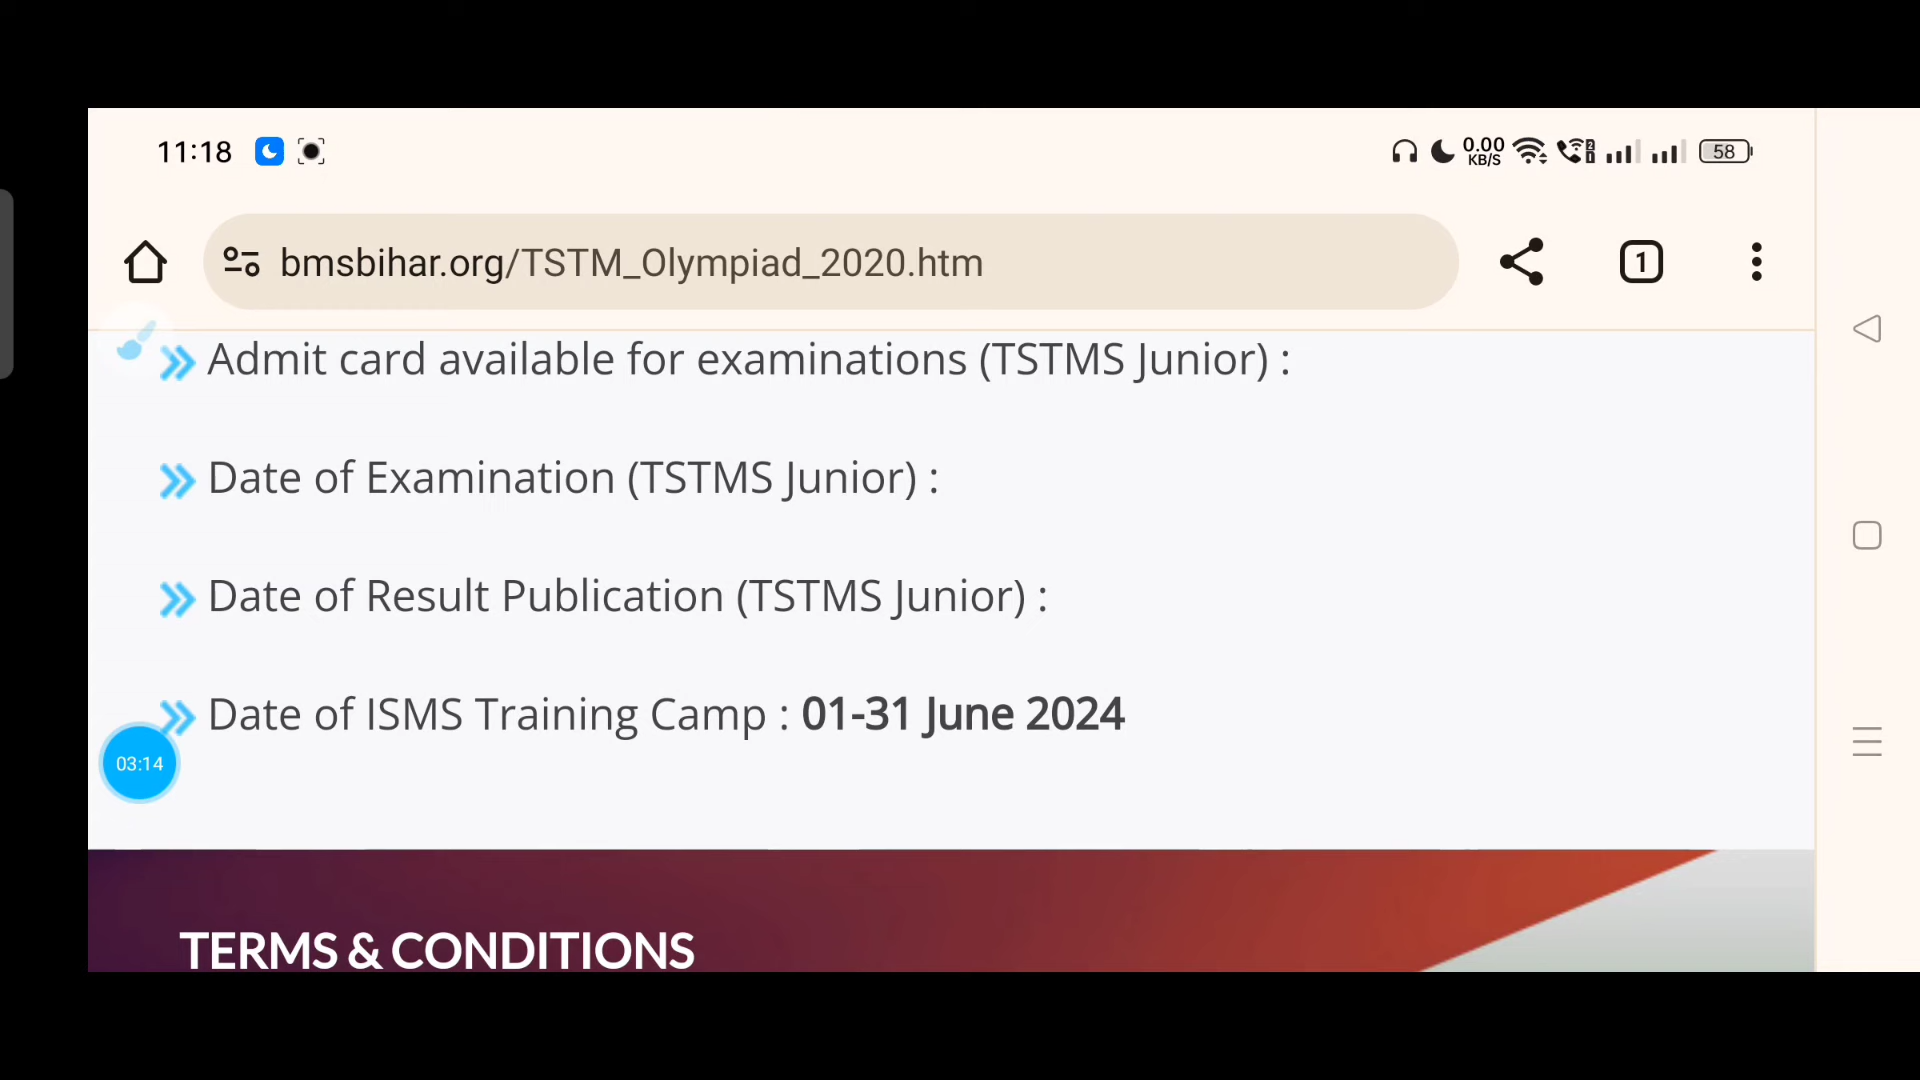 11:18
0.00
KB/S
2
1
58
bmsbihar.org/TSTM_Olympiad_2020.htm
1
Admit card available for examinations (TSTMS Junior) :
Date of Examination (TSTMS Junior) :
Date of Result Publication (TSTMS Junior) :
Date of ISMS Training Camp : 01-31 June 2024
03:14
TERMS & CONDITIONS